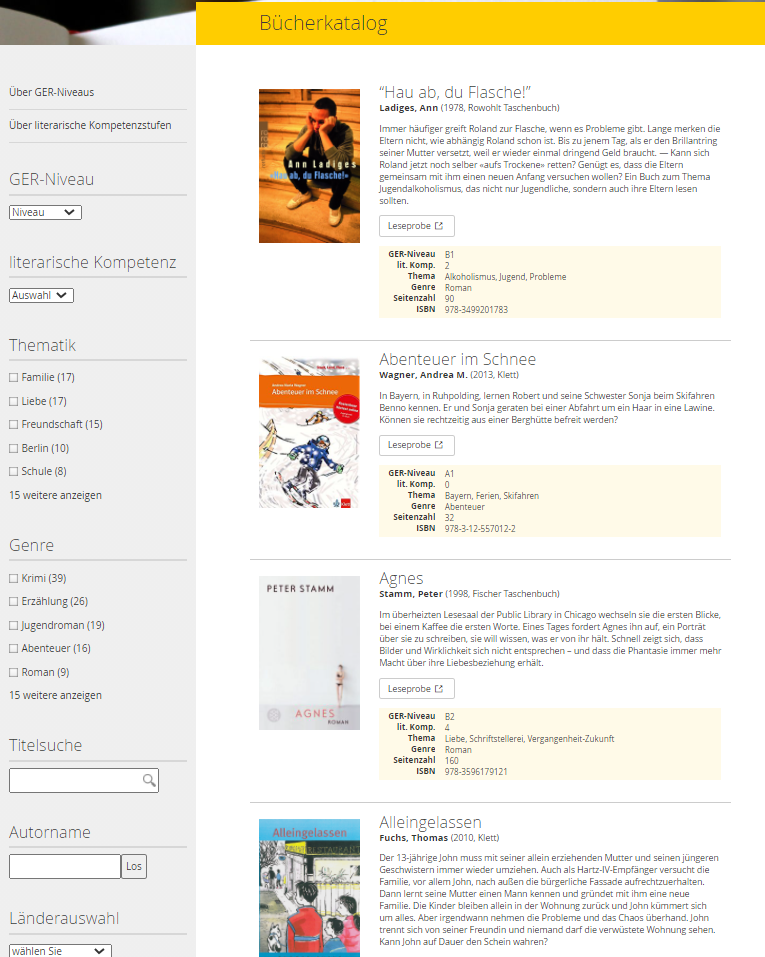 Bücherkatalog
Über GER-Niveaus
Über literarische Kompetenzstufen
GER-Niveau
Niveau
literarische Kompetenz
Auswahl
Thematik
Familie (17)
Liebe (17)
Freundschaft (15)
Berlin (10)
Schule (8)
15 weitere anzeigen
Genre
Krimi (39)
Erzählung (26)
Jugendroman (19)
Abenteuer (16)
Roman (9)
15 weitere anzeigen
Titelsuche
Autorname
Los
Länderauswahl
wählen Sie
Ann Ladiges
"Hau ab, du Flasche!«
“Hau ab, du Flasche!”
Ladiges, Ann (1978, Rowohlt Taschenbuch)
Immer häufiger greift Roland zur Flasche, wenn es Probleme gibt. Lange merken die
Eltern nicht, wie abhängig Roland schon ist. Bis zu jenem Tag, als er den Brillantring
seiner Mutter versetzt, weil er wieder einmal dringend Geld braucht. — Kann sich
Roland jetzt noch selber «aufs Trockene» retten? Genügt es, dass die Eltern
gemeinsam mit ihm einen neuen Anfang versuchen wollen? Ein Buch zum Thema
Jugendalkoholismus, das nicht nur Jugendliche, sondern auch ihre Eltern lesen
sollten.
Leseprobe
GER-Niveau B1
lit. Komp. 2
Thema Alkoholismus, Jugend, Probleme
Genre Roman
Seitenzahl 90
ISBN 978-3499201783
Abenteuer im Schnee
Abenteuer im Schnee
Wagner, Andrea M. (2013, Klett)
In Bayern, in Ruhpolding, lernen Robert und seine Schwester Sonja beim Skifahren
Benno kennen. Er und Sonja geraten bei einer Abfahrt um ein Haar in eine Lawine.
Können sie rechtzeitig aus einer Berghütte befreit werden?
Leseprobe
GER-Niveau A1
lit. Komp. 0
Thema Bayern, Ferien, Skifahren
Genre Abenteuer
Seitenzahl 32
ISBN 978-3-12-557012-2
PETER STAMM
AGNES
ROMAN
Agnes
Stamm, Peter (1998, Fischer Taschenbuch)
Im überheizten Lesesaal der Public Library in Chicago wechseln sie die ersten Blicke,
bei einem Kaffee die ersten Worte. Eines Tages fordert Agnes ihn auf, ein Porträt
über sie zu schreiben, sie will wissen, was er von ihr hält. Schnell zeigt sich, dass
Bilder und Wirklichkeit sich nicht entsprechen – und dass die Phantasie immer mehr
Macht über ihre Liebesbeziehung erhält.
Leseprobe
GER-Niveau B2
lit. Komp. 4
Thema Liebe, Schriftstellerei, Vergangenheit-Zukunft
Genre Roman
Seitenzahl 160
ISBN 978-3596179121
Alleingelassen
Alleingelassen
Fuchs, Thomas (2010, Klett)
Der 13-jährige John muss mit seiner allein erziehenden Mutter und seinen jüngeren
Geschwistern immer wieder umziehen. Auch als Hartz-IV-Empfänger versucht die
Familie, vor allem John, nach außen die bürgerliche Fassade aufrechtzuerhalten.
Dann lernt seine Mutter einen Mann kennen und gründet mit ihm eine neue
Familie. Die Kinder bleiben allein in der Wohnung zurück und John kümmert sich
um alles. Aber irgendwann nehmen die Probleme und das Chaos überhand. John
trennt sich von seiner Freundin und niemand darf die verwüstete Wohnung sehen.
Kann John auf Dauer den Schein wahren?